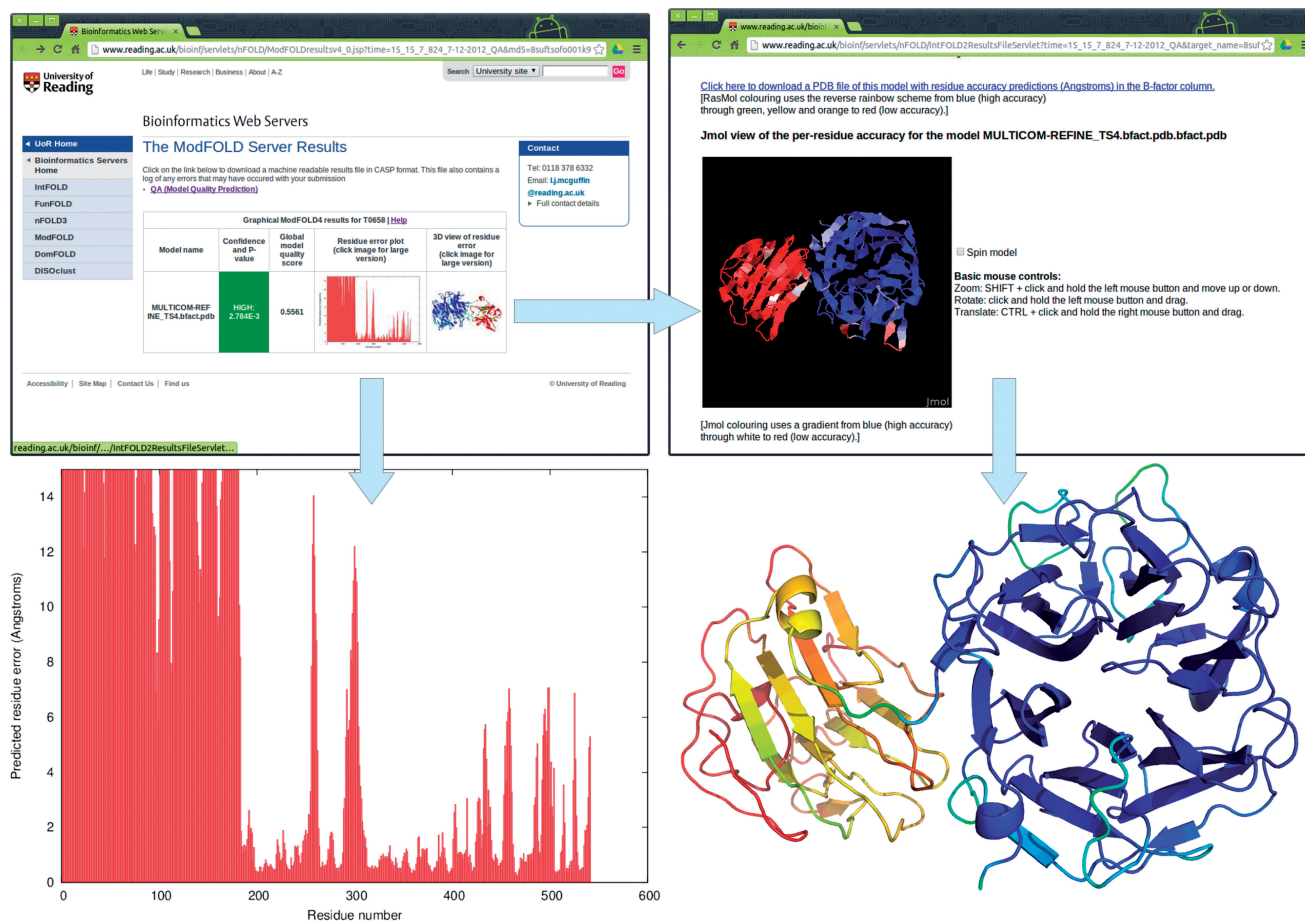 Bioinformatics Web Serv
www.reading.ac.uk/bioinf/servlets/nFOLD/ModFOLDresultsv4_0.jsp?time=15_15_7_824_7-12-2012_QA&md5=8suftsofo001k9
University of
Reading
Life | Study | Research | Business | About | A-Z
Search University site Go
Bioinformatics Web Servers
UoR Home
Bioinformatics Servers
Home
IntFOLD
FunFOLD
nFOLD3
ModFOLD
DomFOLD
DISOclust
The ModFOLD Server Results
Click on the link below to download a machine readable results file in CASP format. This file also contains a
log of any errors that may have occured with your submission
QA (Model Quality Prediction)
Contact
Tel: 0118 378 6332
Email: l.j.mcguffin
@reading.ac.uk
Full contact details
Graphical ModFOLD4 results for T0658 | Help
Model name
Confidence
and P-
value
Global
model
quality
score
Residue error plot
(click image for large
version)
3D view of residue
error
(click image for
large version)
MULTICOM-REF
INE_TS4.bfact.pdb
HIGH:
2.784E-3
0.5561
Accessibility | Site Map | Contact Us | Find us
© University of Reading
reading.ac.uk/bioinf/.../IntFOLD2ResultsFileServlet...
www.reading.ac.uk/bioinf
www.reading.ac.uk/bioinf/servlets/nFOLD/IntFOLD2ResultsFileServlet?time=15_15_7_824_7-12-2012_QA&target_name=8suf
Click here to download a PDB file of this model with residue accuracy predictions (Angstroms) in the B-factor column.
[RasMol colouring uses the reverse rainbow scheme from blue (high accuracy)
through green, yellow and orange to red (low accuracy).]
Jmol view of the per-residue accuracy for the model MULTICOM-REFINE_TS4.bfact.pdb.bfact.pdb
Jmol
Spin model
Basic mouse controls:
Zoom: SHIFT + click and hold the left mouse button and move up or down.
Rotate: click and hold the left mouse button and drag.
Translate: CTRL + click and hold the right mouse button and drag.
[Jmol colouring uses a gradient from blue (high accuracy)
through white to red (low accuracy).]
Predicted residue error (Angstroms)
14
12
10
8
6
4
2
0
0 100 200 300 400 500 600
Residue number